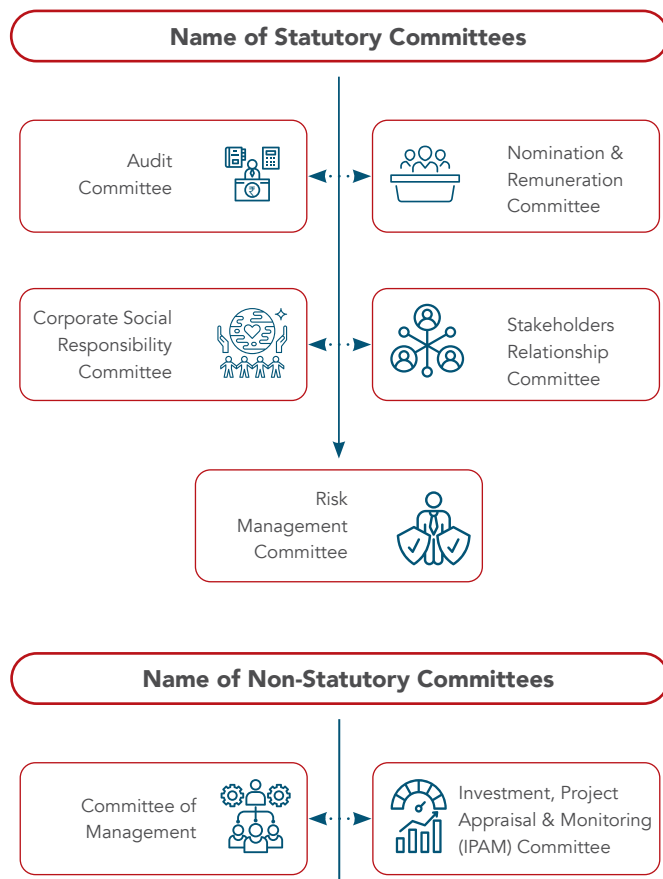 Name of Statutory Committees
Audit
Committee
Nomination &
Remuneration
Committee
Corporate Social
Responsibility
Committee
Stakeholders
Relationship
Committee
Risk
Management
Committee
Name of Non-Statutory Committees
Committee of
Management
Investment, Project
Appraisal & Monitoring
(IPAM) Committee